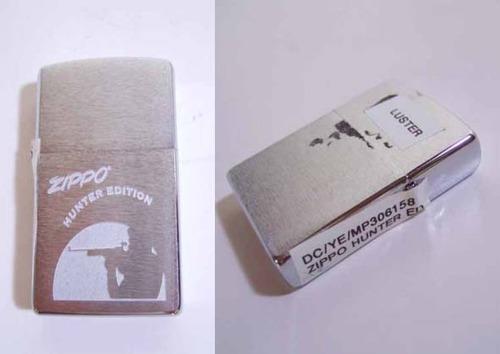 ZIPPO
HUNTER EDITION
LUSTER
DC/YE/MP306158
ZIPPO HUNTER ED